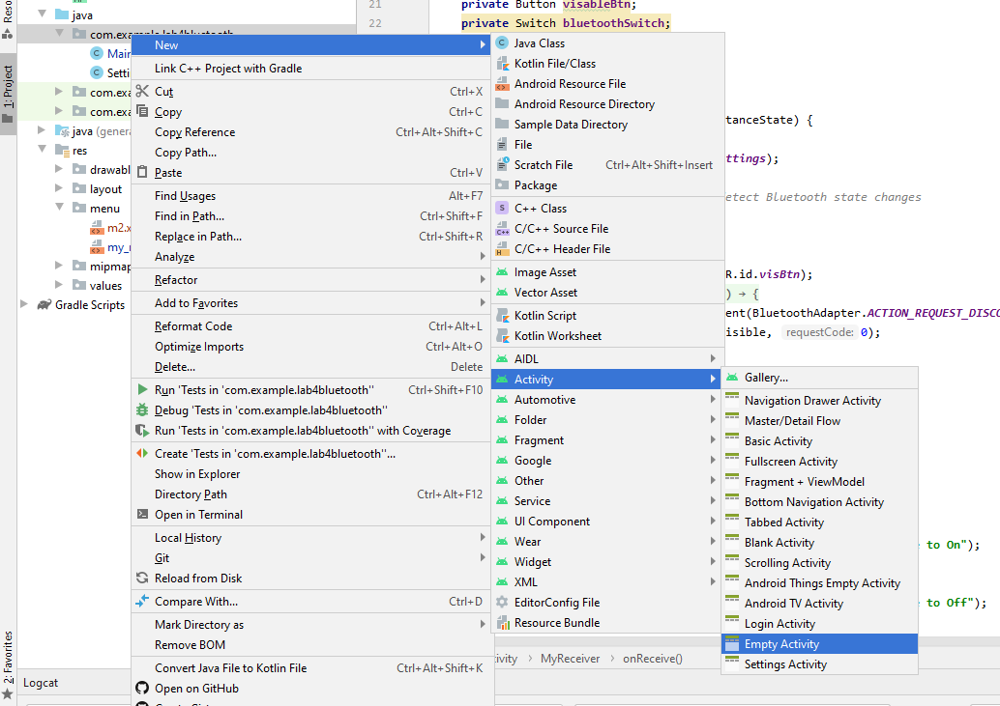 Reso
1: Project
2: Favorites
java
com.example.lab4bluetooth
Main
Setti
com.exa
com.exa
java (genera
res
drawabl
layout
menu
m2.x
my_
mipmap
values
Gradle Scripts
Logcat
21
22
private Button visableBtn;
private Switch bluetoothSwitch;
tanceState) {
ttings);
etect Bluetooth state changes
R.id.visBtn);
) → {
ent(BluetoothAdapter.ACTION_REQUEST_DISCO
isible, requestCode: 0);
e to On");
e to Off");
tivity > MyReceiver > onReceive()
New
Link C++ Project with Gradle
Cut Ctrl+X
Copy Ctrl+C
Copy Reference Ctrl+Alt+Shift+C
Copy Path...
Paste Ctrl+V
Find Usages Alt+F7
Find in Path... Ctrl+Shift+F
Replace in Path... Ctrl+Shift+R
Analyze
Refactor
Add to Favorites
Reformat Code Ctrl+Alt+L
Optimize Imports Ctrl+Alt+O
Delete... Delete
Run 'Tests in 'com.example.lab4bluetooth'' Ctrl+Shift+F10
Debug 'Tests in 'com.example.lab4bluetooth''
Run 'Tests in 'com.example.lab4bluetooth'' with Coverage
Create 'Tests in 'com.example.lab4bluetooth''...
Show in Explorer
Directory Path Ctrl+Alt+F12
Open in Terminal
Local History
Git
Reload from Disk
Compare With... Ctrl+D
Mark Directory as
Remove BOM
Convert Java File to Kotlin File Ctrl+Alt+Shift+K
Open on GitHub
Java Class
Kotlin File/Class
Android Resource File
Android Resource Directory
Sample Data Directory
File
Scratch File Ctrl+Alt+Shift+Insert
Package
C++ Class
C/C++ Source File
C/C++ Header File
Image Asset
Vector Asset
Kotlin Script
Kotlin Worksheet
AIDL
Activity
Automotive
Folder
Fragment
Google
Other
Service
UI Component
Wear
Widget
XML
EditorConfig File
Resource Bundle
Gallery...
Navigation Drawer Activity
Master/Detail Flow
Basic Activity
Fullscreen Activity
Fragment + ViewModel
Bottom Navigation Activity
Tabbed Activity
Blank Activity
Scrolling Activity
Android Things Empty Activity
Android TV Activity
Login Activity
Empty Activity
Settings Activity